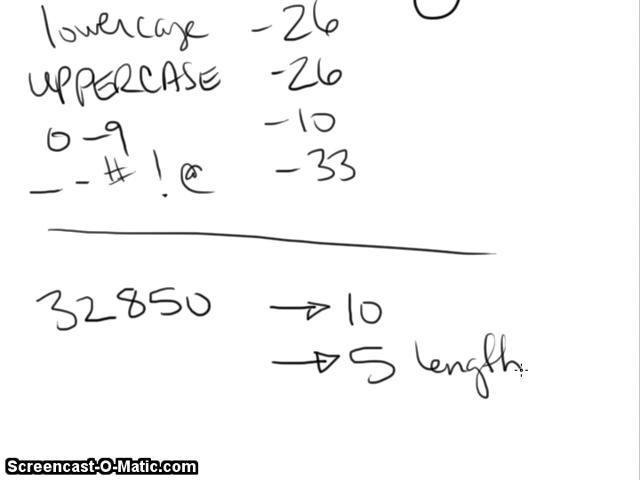 lowercase - 26
UPPERCASE - 26
0-9 - 10
_ - # ! @ - 33
32850 → 10
→ 5 length
Screencast-O-Matic.com